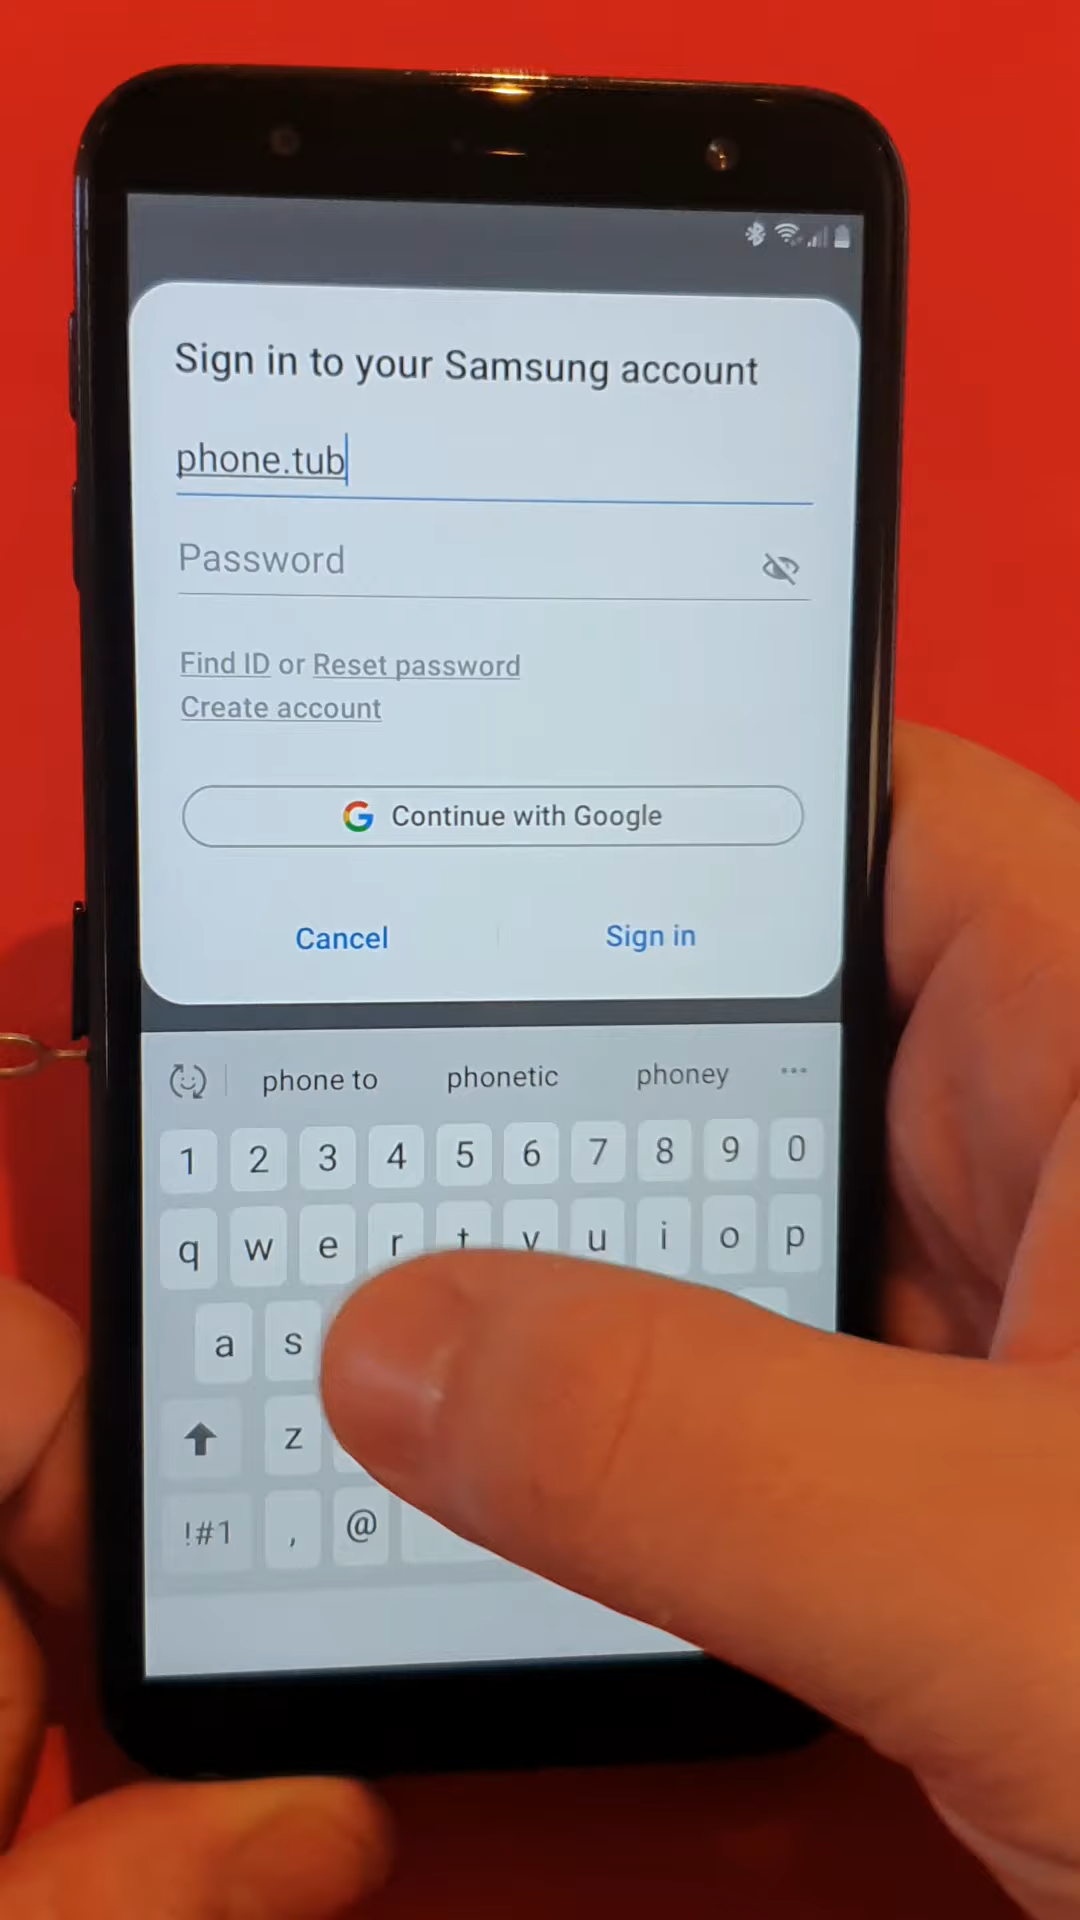 Sign in to your Samsung account
phone.tub
Password
Find ID or Reset password
Create account
G Continue with Google
Cancel Sign in
phone to phonetic phoney ...
1 2 3 4 5 6 7 8 9 0
q w e r t y u i o p
a s
z
!#1 , @